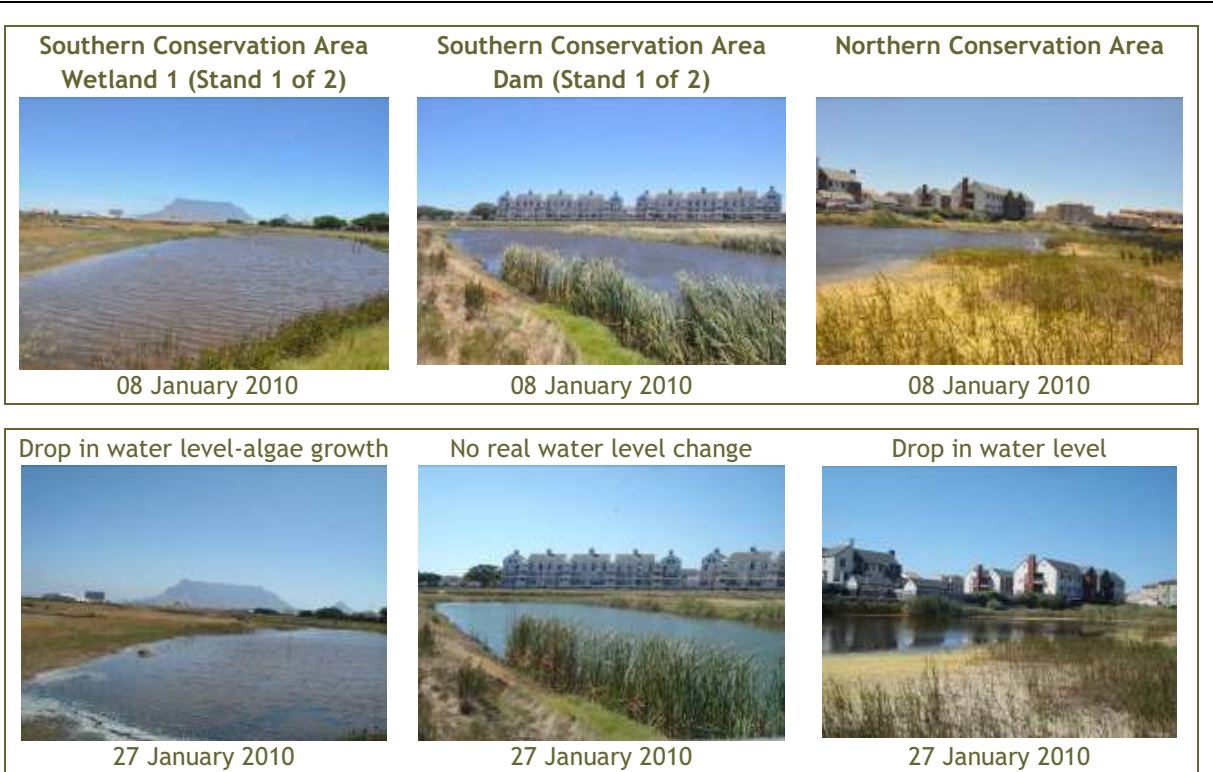 Southern Conservation Area
Wetland 1 (Stand 1 of 2)
Southern Conservation Area
Dam (Stand 1 of 2)
Northern Conservation Area
08 January 2010
08 January 2010
08 January 2010
Drop in water level-algae growth
No real water level change
Drop in water level
27 January 2010
27 January 2010
27 January 2010